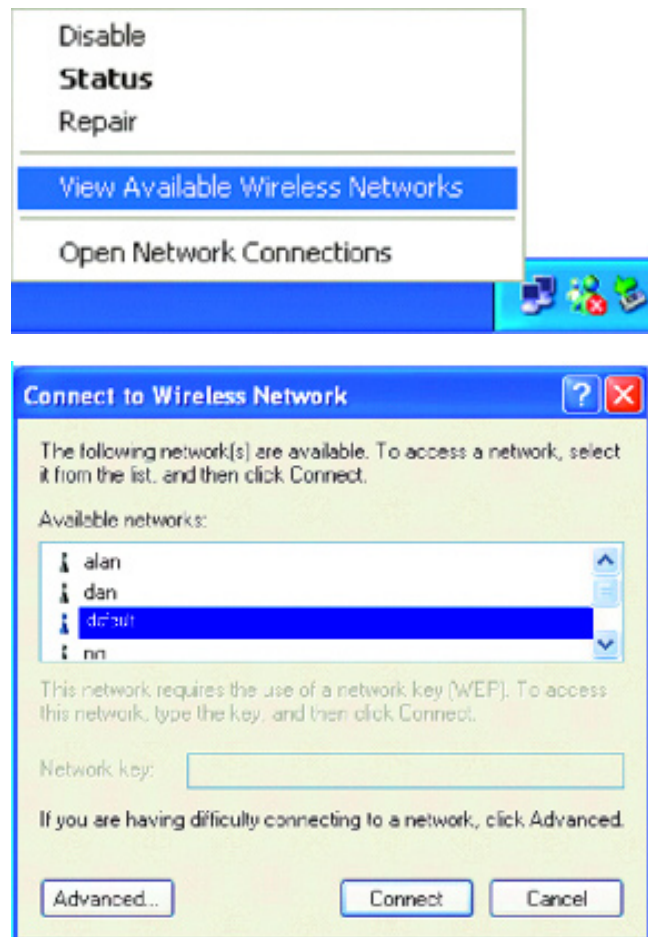 Disable
Status
Repair
View Available Wireless Networks
Open Network Connections
Connect to Wireless Network
The following network(s) are available. To access a network, select
it from the list, and then click Connect.
Available networks:
alan
dan
default
This network requires the use of a network key (WEP). To access
this network, type the key, and then click Connect.
Network key:
If you are having difficulty connecting to a network, click Advanced.
Advanced...
Connect
Cancel